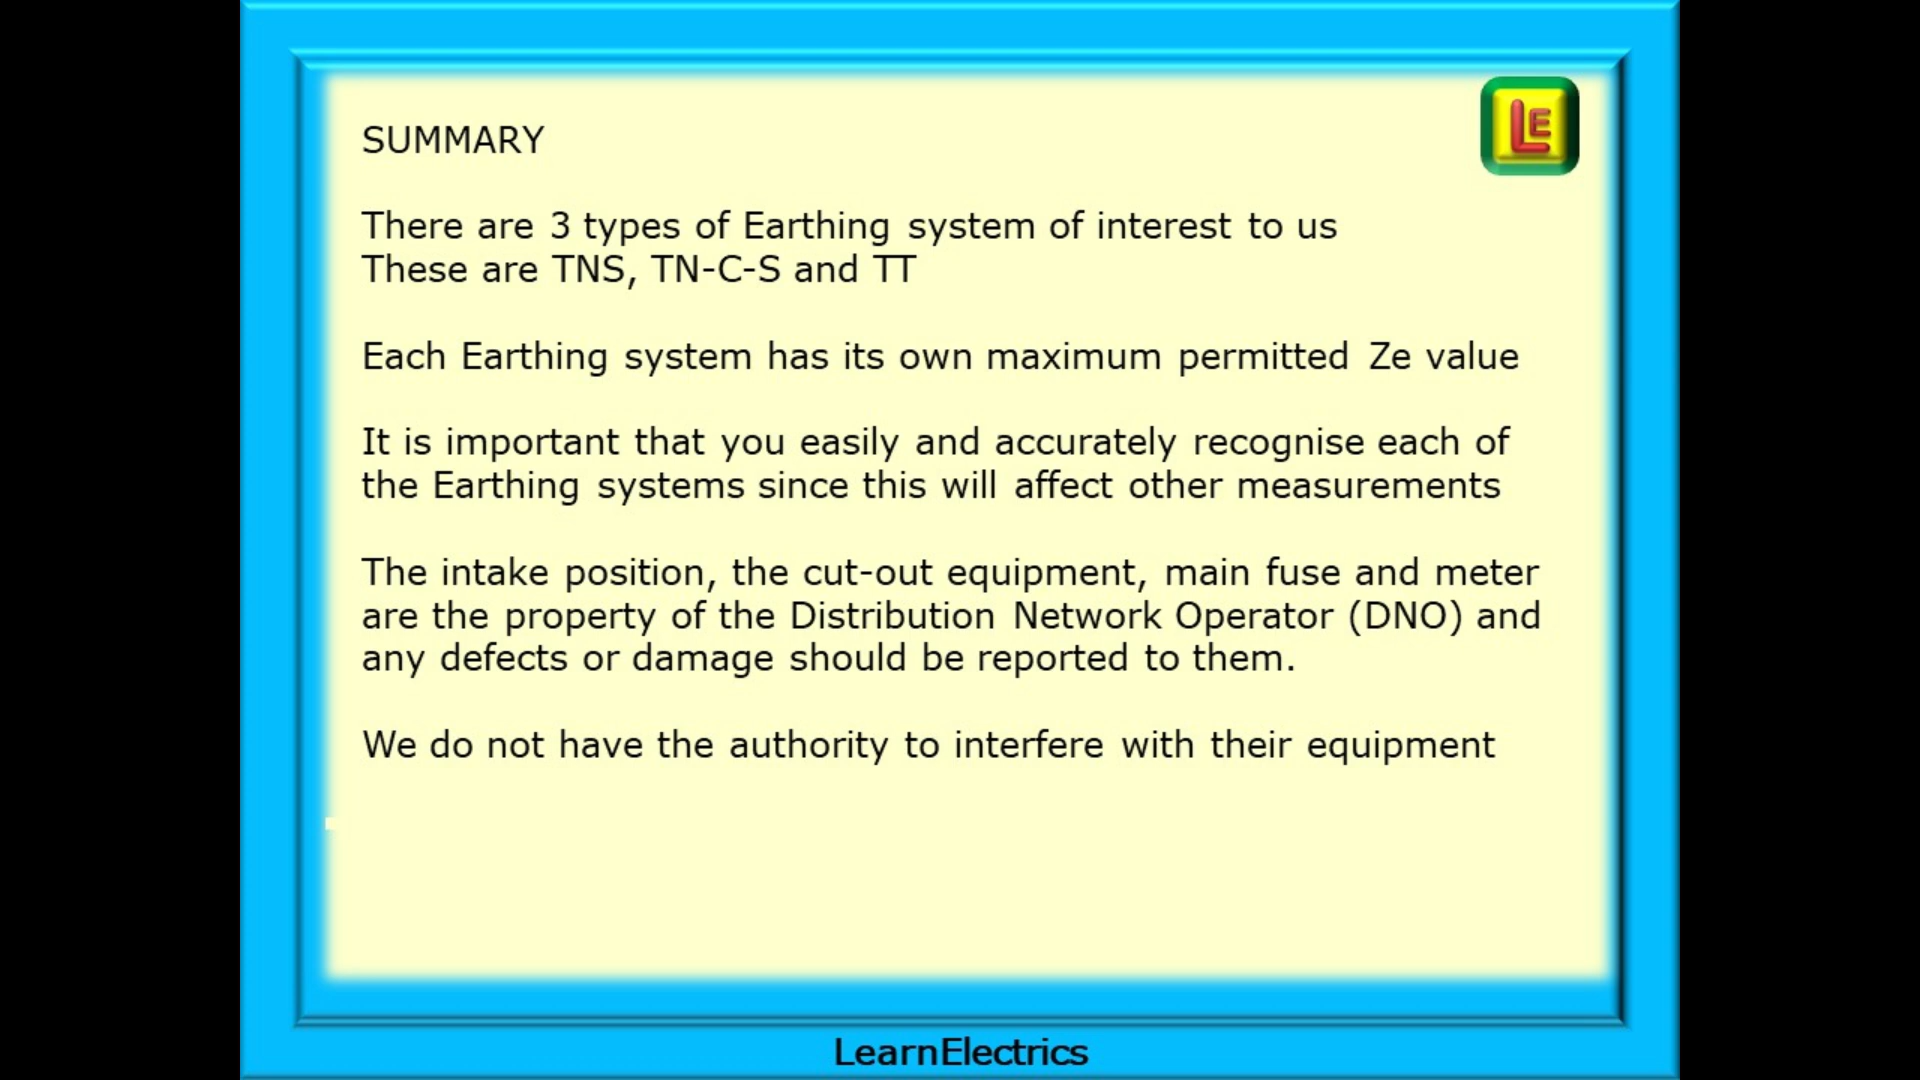 SUMMARY
LE
There are 3 types of Earthing system of interest to us
These are TNS, TN-C-S and TT
Each Earthing system has its own maximum permitted Ze value
It is important that you easily and accurately recognise each of
the Earthing systems since this will affect other measurements
The intake position, the cut-out equipment, main fuse and meter
are the property of the Distribution Network Operator (DNO) and
any defects or damage should be reported to them.
We do not have the authority to interfere with their equipment
LearnElectrics